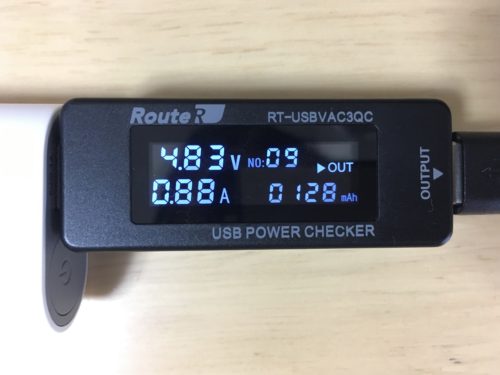 RouteR RT-USBVAC3QC
4.83 V NO:09 ▶OUT
0.88 A 0128 mAh
USB POWER CHECKER
OUTPUT